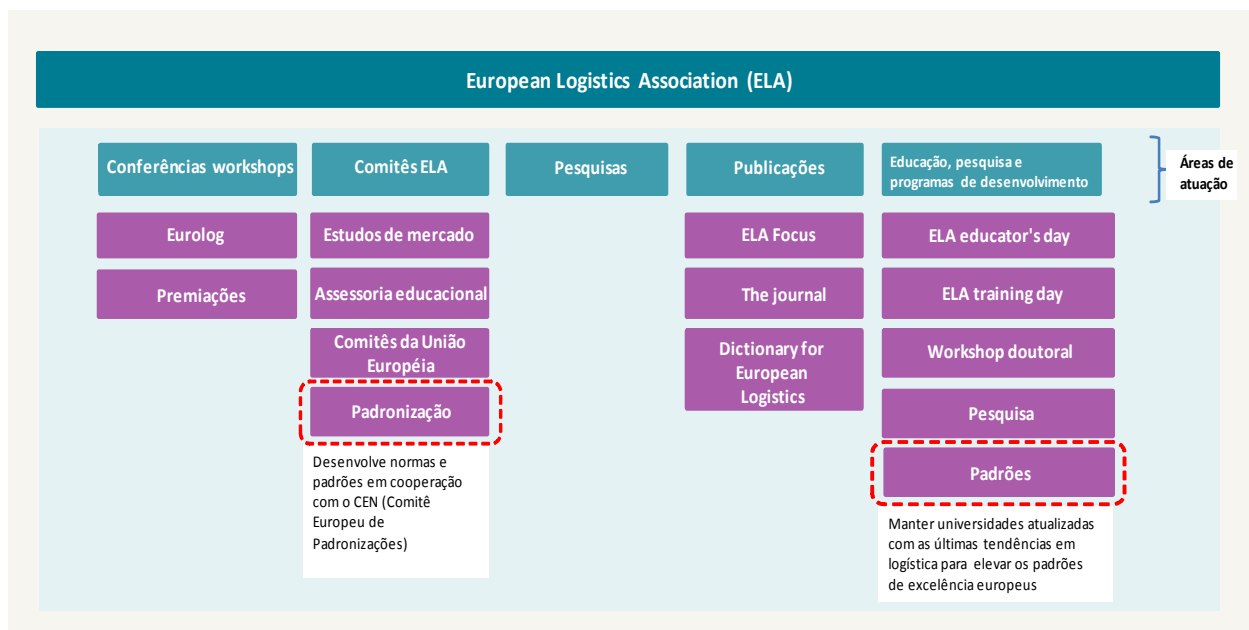 European Logistics Association (ELA)
Conferências workshops
Comitês ELA
Pesquisas
Publicações
Educação, pesquisa e
programas de desenvolvimento
Áreas de
atuação
Eurolog
Premiações
Estudos de mercado
Assessoria educacional
Comitês da União
Européia
Padronização
Desenvolve normas e
padrões em cooperação
com o CEN (Comitê
Europeu de
Padronizações)
ELA Focus
The journal
Dictionary for
European
Logistics
ELA educator's day
ELA training day
Workshop doutoral
Pesquisa
Padrões
Manter universidades atualizadas
com as últimas tendências em
logística para elevar os padrões
de excelência europeus